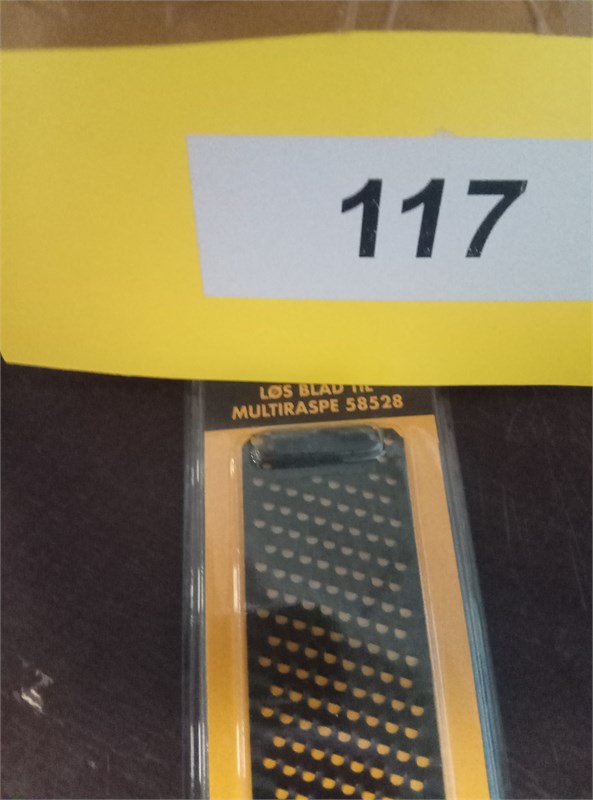 117
LØS BLAD TIL
MULTIRASPE 58528